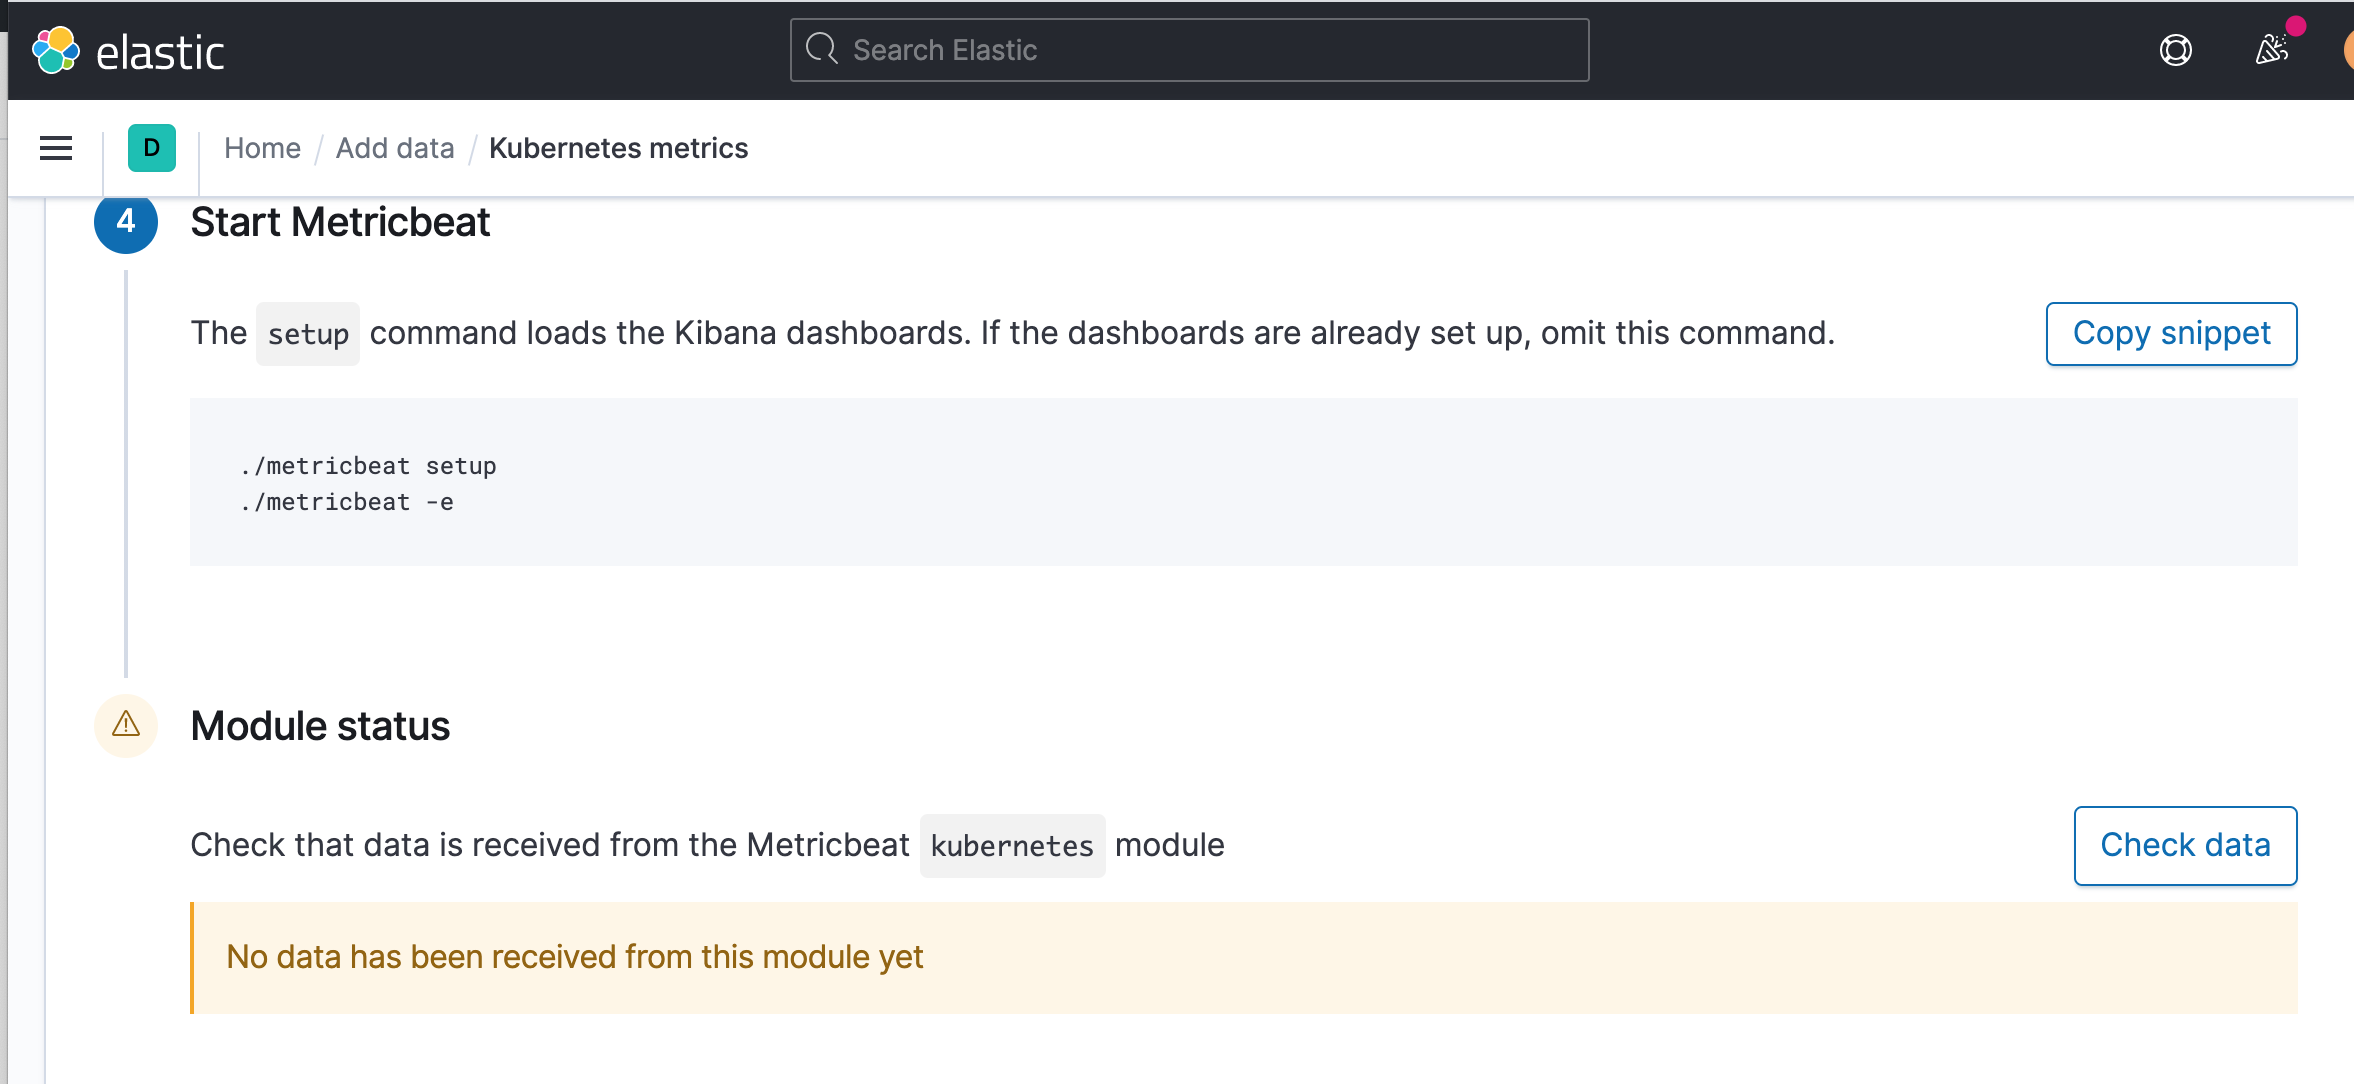 elastic
Search Elastic
D
Home / Add data / Kubernetes metrics
4
Start Metricbeat
The setup command loads the Kibana dashboards. If the dashboards are already set up, omit this command.
Copy snippet
./metricbeat setup
./metricbeat -e
Module status
Check that data is received from the Metricbeat kubernetes module
Check data
No data has been received from this module yet